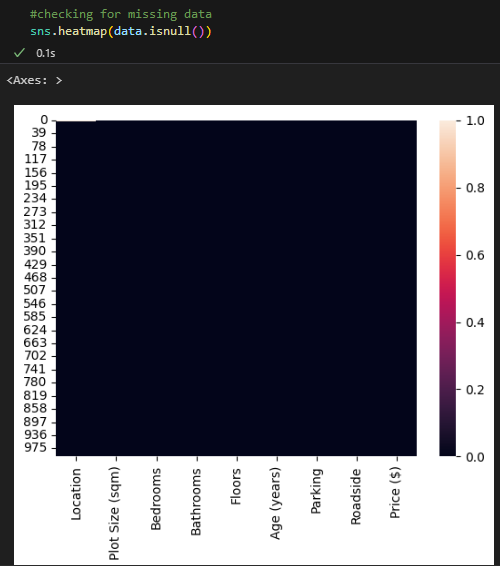 #checking for missing data
sns.heatmap(data.isnull())
0.1s
<Axes: >
0
39
78
117
156
195
234
273
312
351
390
429
468
507
546
585
624
663
702
741
780
819
858
897
936
975
1.0
0.8
0.6
0.4
0.2
0.0
Location
Plot Size (sqm)
Bedrooms
Bathrooms
Floors
Age (years)
Parking
Roadside
Price ($)